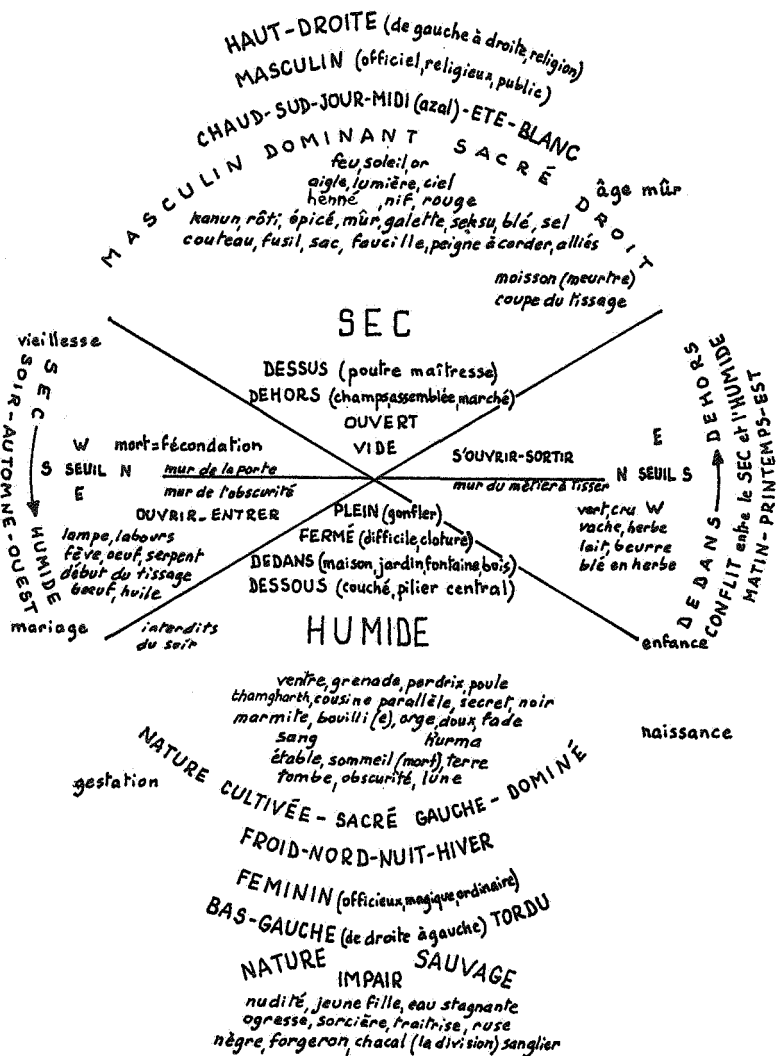 HAUT-DROITE (de gauche à droite, religion)
MASCULIN (officiel, religieux, public)
CHAUD-SUD-JOUR-MIDI (azal)-ETE-BLANC
MASCULIN DOMINANT SACRÉ DROIT
feu, soleil, or
aigle, lumière, ciel
henné, nif, rouge
kanun, rôti, épicé, mûr, galette, seksu, blé, sel
couteau, fusil, sac, faucille, peigne à carder, alliés
âge mûr
moisson (meurtre)
coupe du tissage
SEC
DESSUS (poutre maîtresse)
DEHORS (champs, assemblée, marché)
OUVERT
VIDE
vieillesse
SEC → HUMIDE
SOIR-AUTOMNE-OUEST
W
S SEUIL N
E
mort=fécondation
mur de la porte
mur de l'obscurité
OUVRIR-ENTRER
lampe, labours
fève, oeuf, serpent
début du tissage
boeuf, huile
mariage
interdits
du soir
S'OUVRIR-SORTIR
mur du métier à tisser
E
N SEUIL S
W
vert, cru
vache, herbe
lait, beurre
blé en herbe
DEDANS → DEHORS
CONFLIT entre le SEC et l'HUMIDE
MATIN-PRINTEMPS-EST
enfance
PLEIN (gonfler)
FERMÉ (difficile, cloture)
DEDANS (maison, jardin, fontaine, bois)
DESSOUS (couché, pilier central)
HUMIDE
ventre, grenade, perdrix, poule
thamgharth, cousine parallèle, secret, noir
marmite, bouilli (e), orge, doux, fade
sang hurma
étable, sommeil (mort), terre
tombe, obscurité, lune
naissance
gestation
NATURE CULTIVÉE - SACRÉ GAUCHE - DOMINÉ
FROID-NORD-NUIT-HIVER
FEMININ (officieux, magique, ordinaire)
BAS-GAUCHE (de droite à gauche) TORDU
NATURE SAUVAGE
IMPAIR
nudité, jeune fille, eau stagnante
ogresse, sorcière, traitrise, ruse
nègre, forgeron, chacal (la division) sanglier